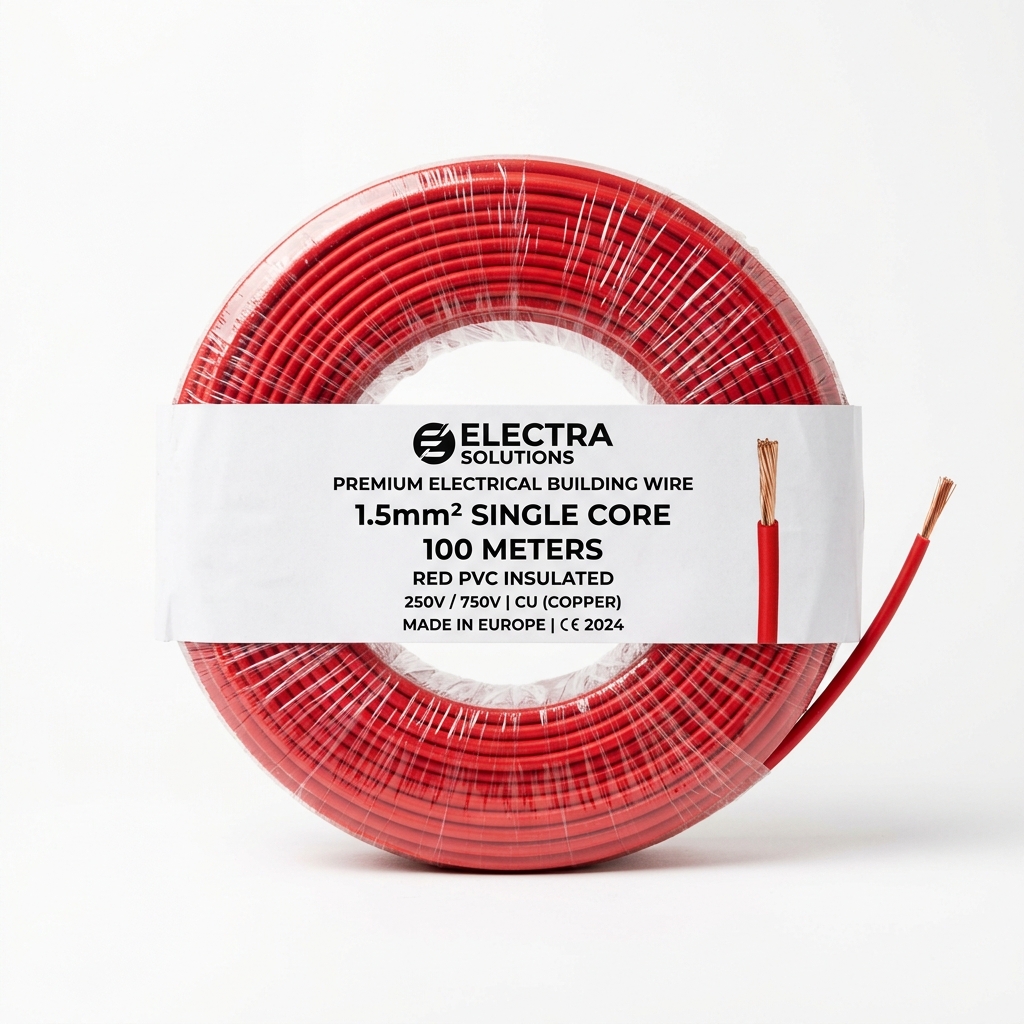 ELECTRA
SOLUTIONS
PREMIUM ELECTRICAL BUILDING WIRE
1.5mm² SINGLE CORE
100 METERS
RED PVC INSULATED
250V / 750V | CU (COPPER)
MADE IN EUROPE | CE 2024